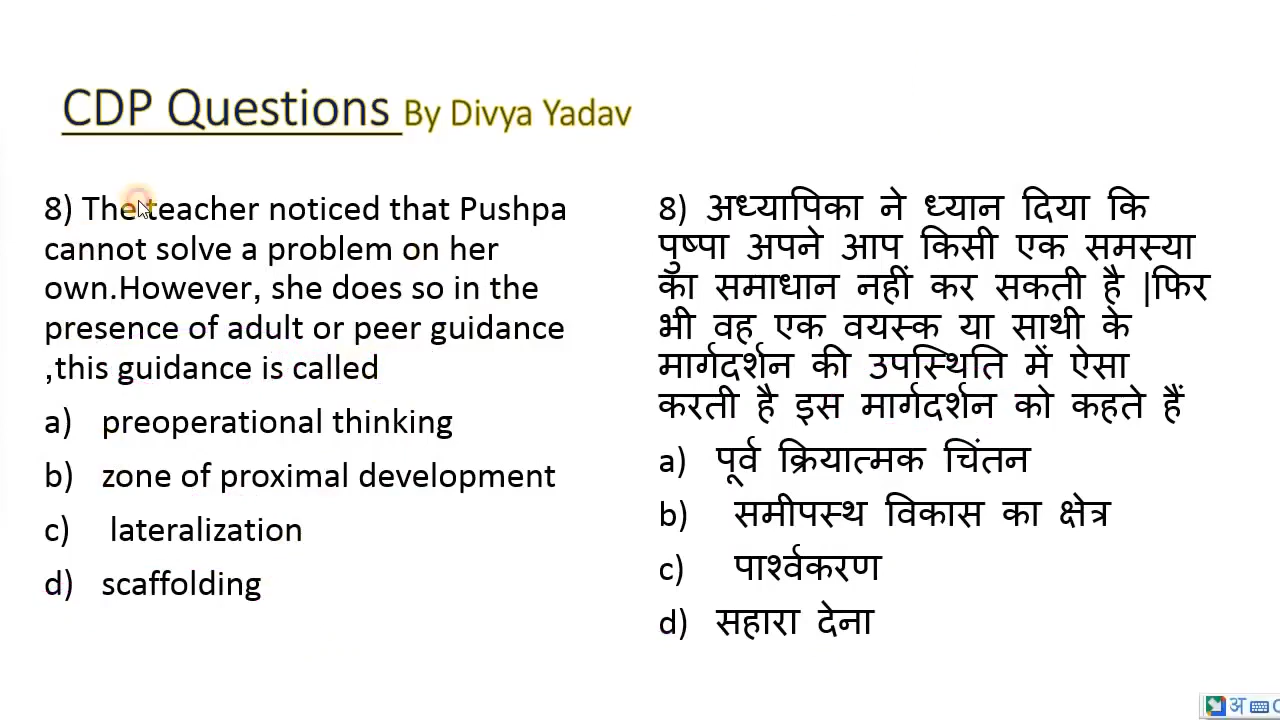 CDP Questions By Divya Yadav
8) The teacher noticed that Pushpa
cannot solve a problem on her
own.However, she does so in the
presence of adult or peer guidance
,this guidance is called
a) preoperational thinking
b) zone of proximal development
c) lateralization
d) scaffolding
8) अध्यापिका ने ध्यान दिया कि
पुष्पा अपने आप किसी एक समस्या
का समाधान नहीं कर सकती है |फिर
भी वह एक वयस्क या साथी के
मार्गदर्शन की उपस्थिति में ऐसा
करती है इस मार्गदर्शन को कहते हैं
a) पूर्व क्रियात्मक चिंतन
b) समीपस्थ विकास का क्षेत्र
c) पार्श्वकरण
d) सहारा देना
अ